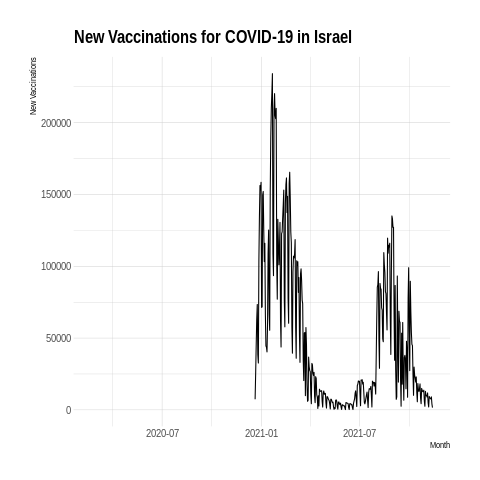 New Vaccinations for COVID-19 in Israel
New Vaccinations
200000
150000
100000
50000
0
2020-07
2021-01
2021-07
Month